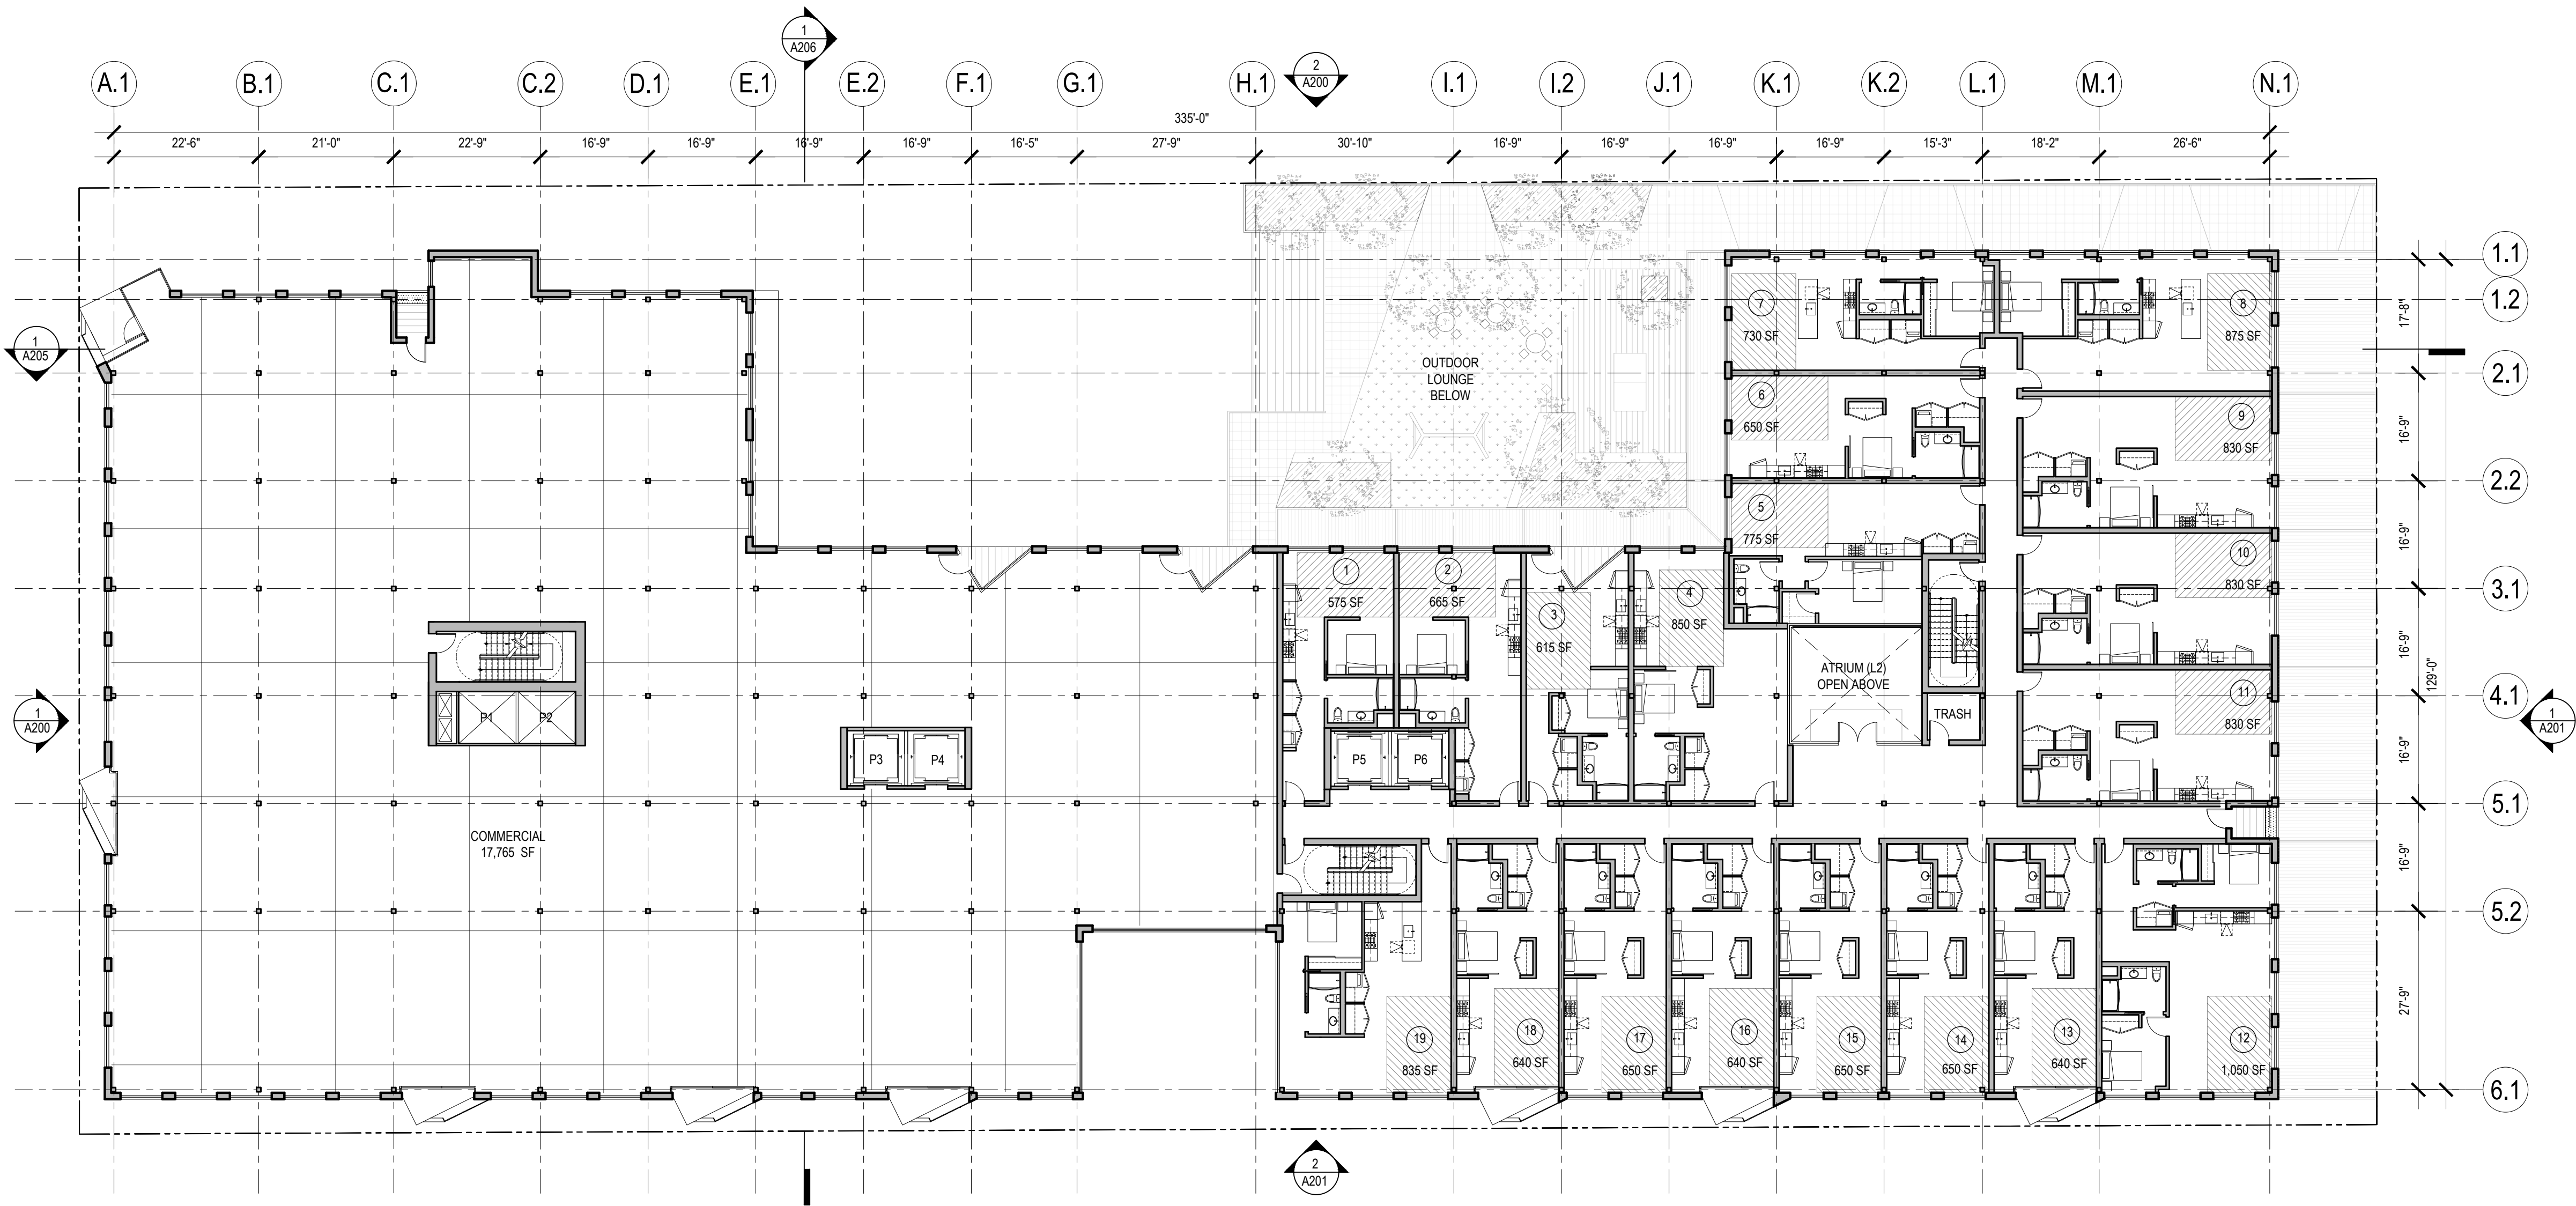 1
A206
2
A200
A.1 B.1 C.1 C.2 D.1 E.1 E.2 F.1 G.1 H.1 I.1 I.2 J.1 K.1 K.2 L.1 M.1 N.1
335'-0"
22'-6" 21'-0" 22'-9" 16'-9" 16'-9" 16'-9" 16'-9" 16'-5" 27'-9" 30'-10" 16'-9" 16'-9" 16'-9" 16'-9" 15'-3" 18'-2" 26'-6"
1.1
1.2
2.1
2.2
3.1
4.1
5.1
5.2
6.1
17'-8"
16'-9"
16'-9"
16'-9"
16'-9"
16'-9"
27'-9"
129'-0"
1
A205
1
A200
1
A201
2
A201
OUTDOOR
LOUNGE
BELOW
7
730 SF
8
875 SF
6
650 SF
9
830 SF
5
775 SF
10
830 SF
1
575 SF
2
665 SF
3
615 SF
4
850 SF
ATRIUM (L2)
OPEN ABOVE
TRASH
11
830 SF
P1
P2
P3
P4
P5
P6
COMMERCIAL
17,765 SF
19
835 SF
18
640 SF
17
650 SF
16
640 SF
15
650 SF
14
650 SF
13
640 SF
12
1,050 SF